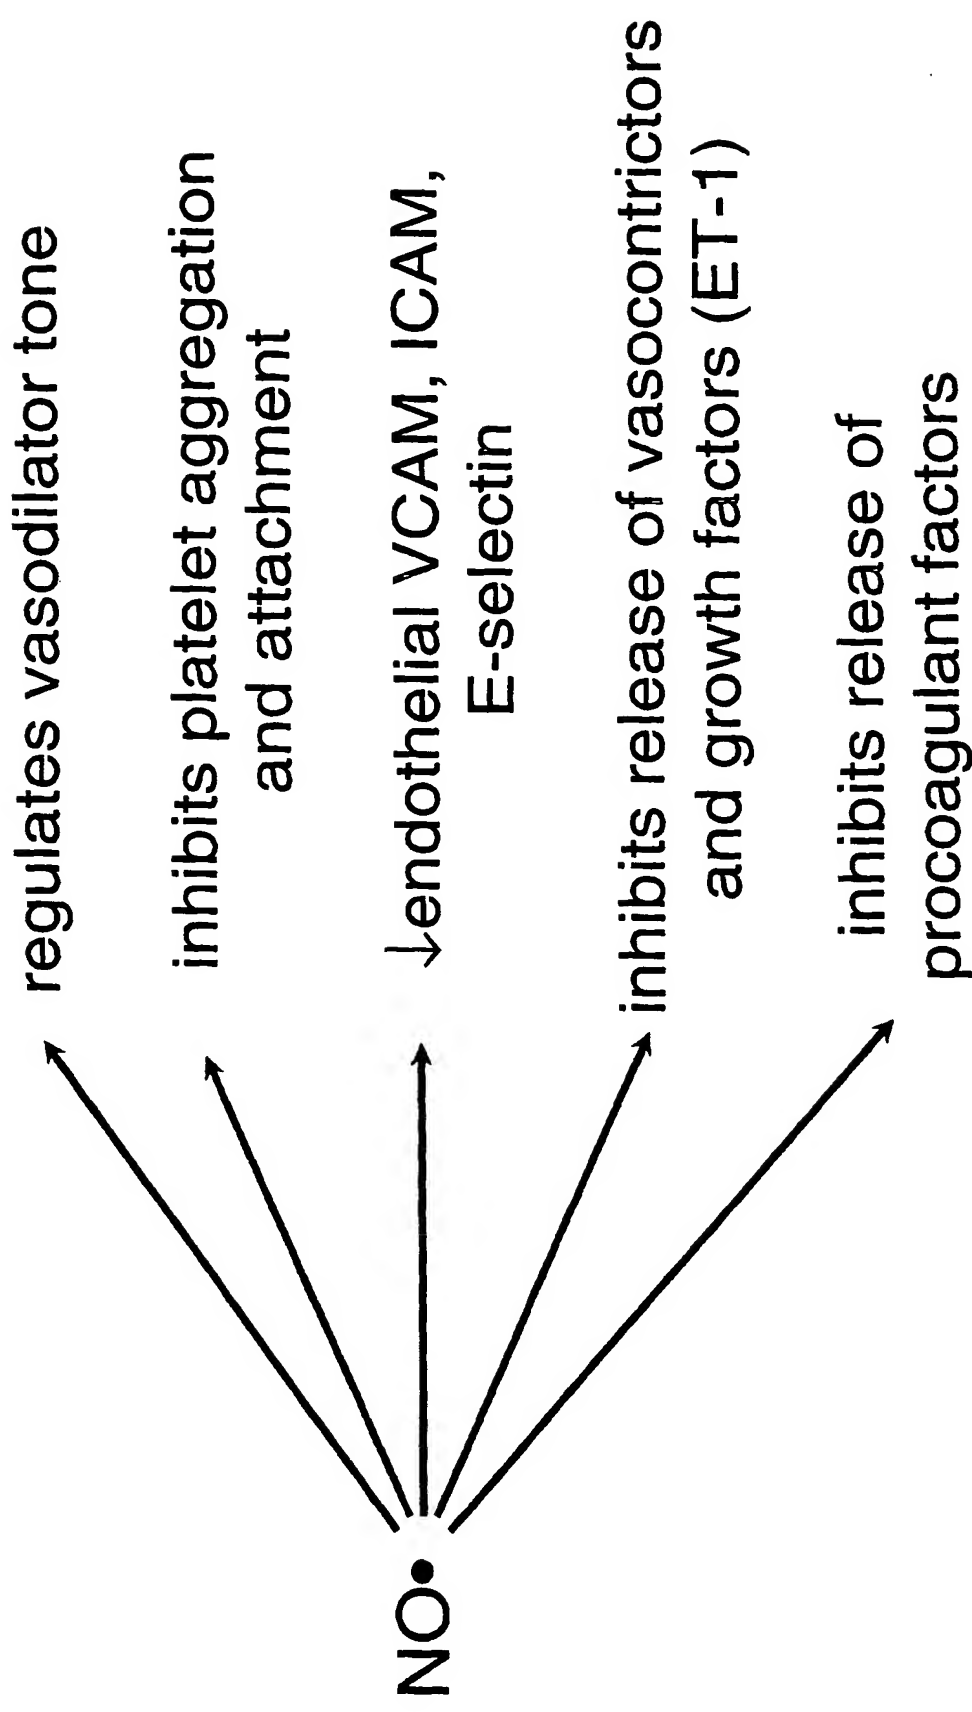 NO•
regulates vasodilator tone
inhibits platelet aggregation
and attachment
↓endothelial VCAM, ICAM,
E-selectin
inhibits release of vasocontrictors
and growth factors (ET-1)
inhibits release of
procoagulant factors